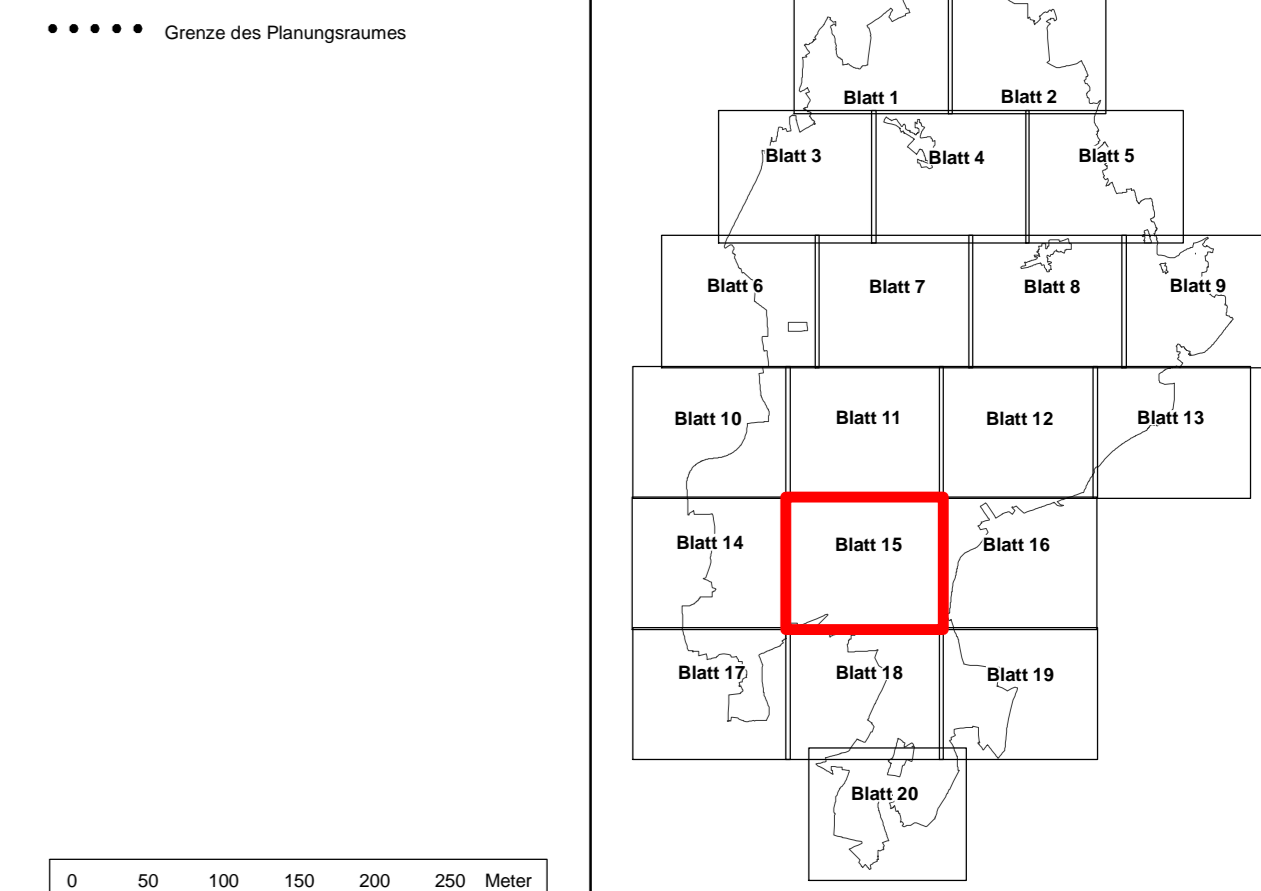 Grenze des Planungsraumes
Blatt 1 Blatt 2
Blatt 3 Blatt 4 Blatt 5
Blatt 6 Blatt 7 Blatt 8 Blatt 9
Blatt 10 Blatt 11 Blatt 12 Blatt 13
Blatt 14 Blatt 15 Blatt 16
Blatt 17 Blatt 18 Blatt 19
Blatt 20
0 50 100 150 200 250 Meter